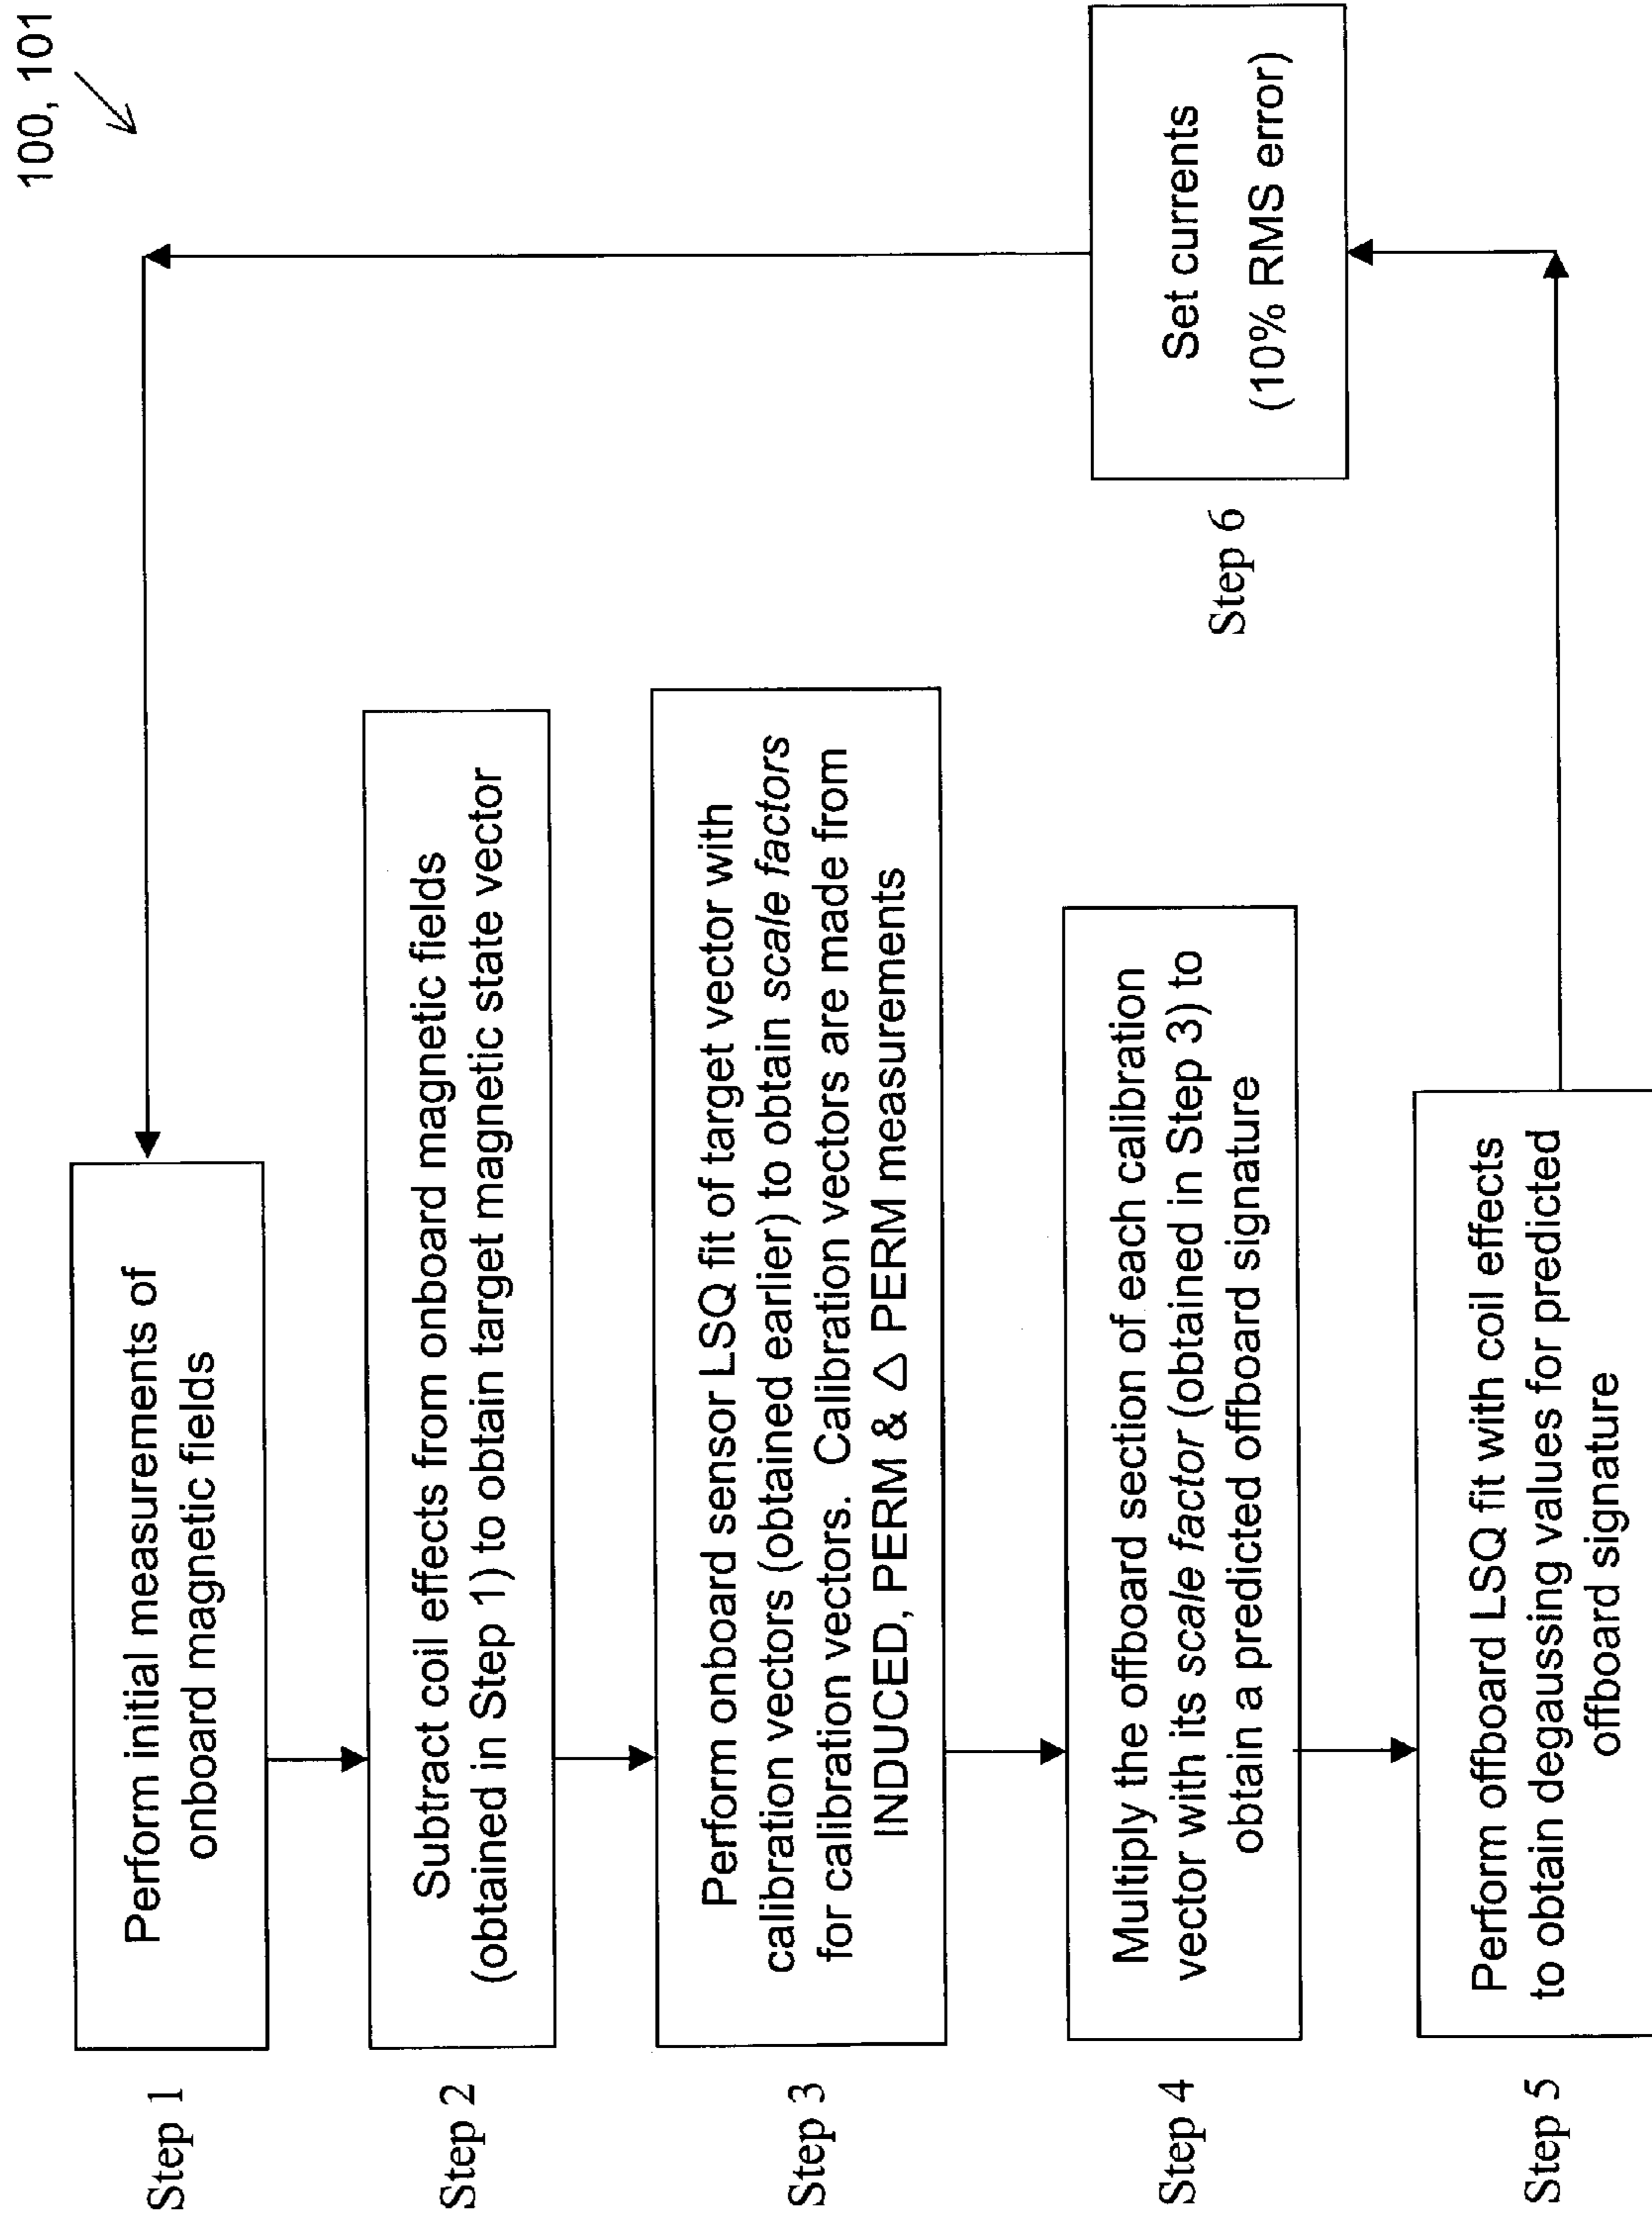 100, 101
Step 1
Perform initial measurements of
onboard magnetic fields
Step 2
Subtract coil effects from onboard magnetic fields
(obtained in Step 1) to obtain target magnetic state vector
Step 3
Perform onboard sensor LSQ fit of target vector with
calibration vectors (obtained earlier) to obtain scale factors
for calibration vectors. Calibration vectors are made from
INDUCED, PERM & △ PERM measurements
Step 4
Multiply the offboard section of each calibration
vector with its scale factor (obtained in Step 3) to
obtain a predicted offboard signature
Step 5
Perform offboard LSQ fit with coil effects
to obtain degaussing values for predicted
offboard signature
Step 6
Set currents
(10% RMS error)